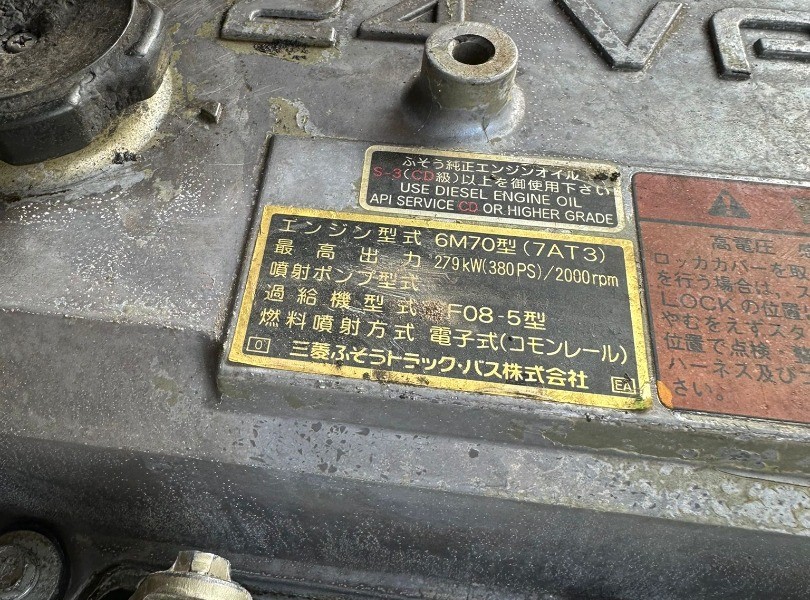 24 VA
ふそう純正エンジンオイル
S-3(CD級)以上を御使用下さい
USE DIESEL ENGINE OIL
API SERVICE CD OR HIGHER GRADE
エンジン型式 6M70型(7AT3)
最高出力 279kW(380PS)/2000rpm
噴射ポンプ型式
過給機型式 F08-5型
燃料噴射方式 電子式(コモンレール)
0 三菱ふそうトラック・バス株式会社 EA
高電圧
ロッカカバーを取
を行う場合は、
LOCKの位置
やむをえずスタ
位置で点検
ハーネス及び
さい。